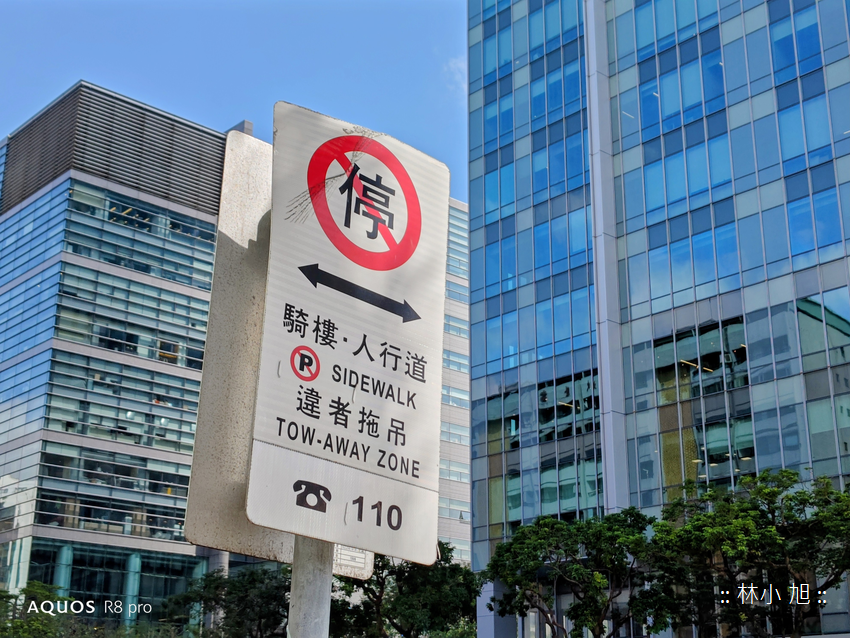 停
騎樓·人行道
P SIDEWALK
違者拖吊
TOW-AWAY ZONE
☎ 110
AQUOS R8 pro
:: 林小旭 ::